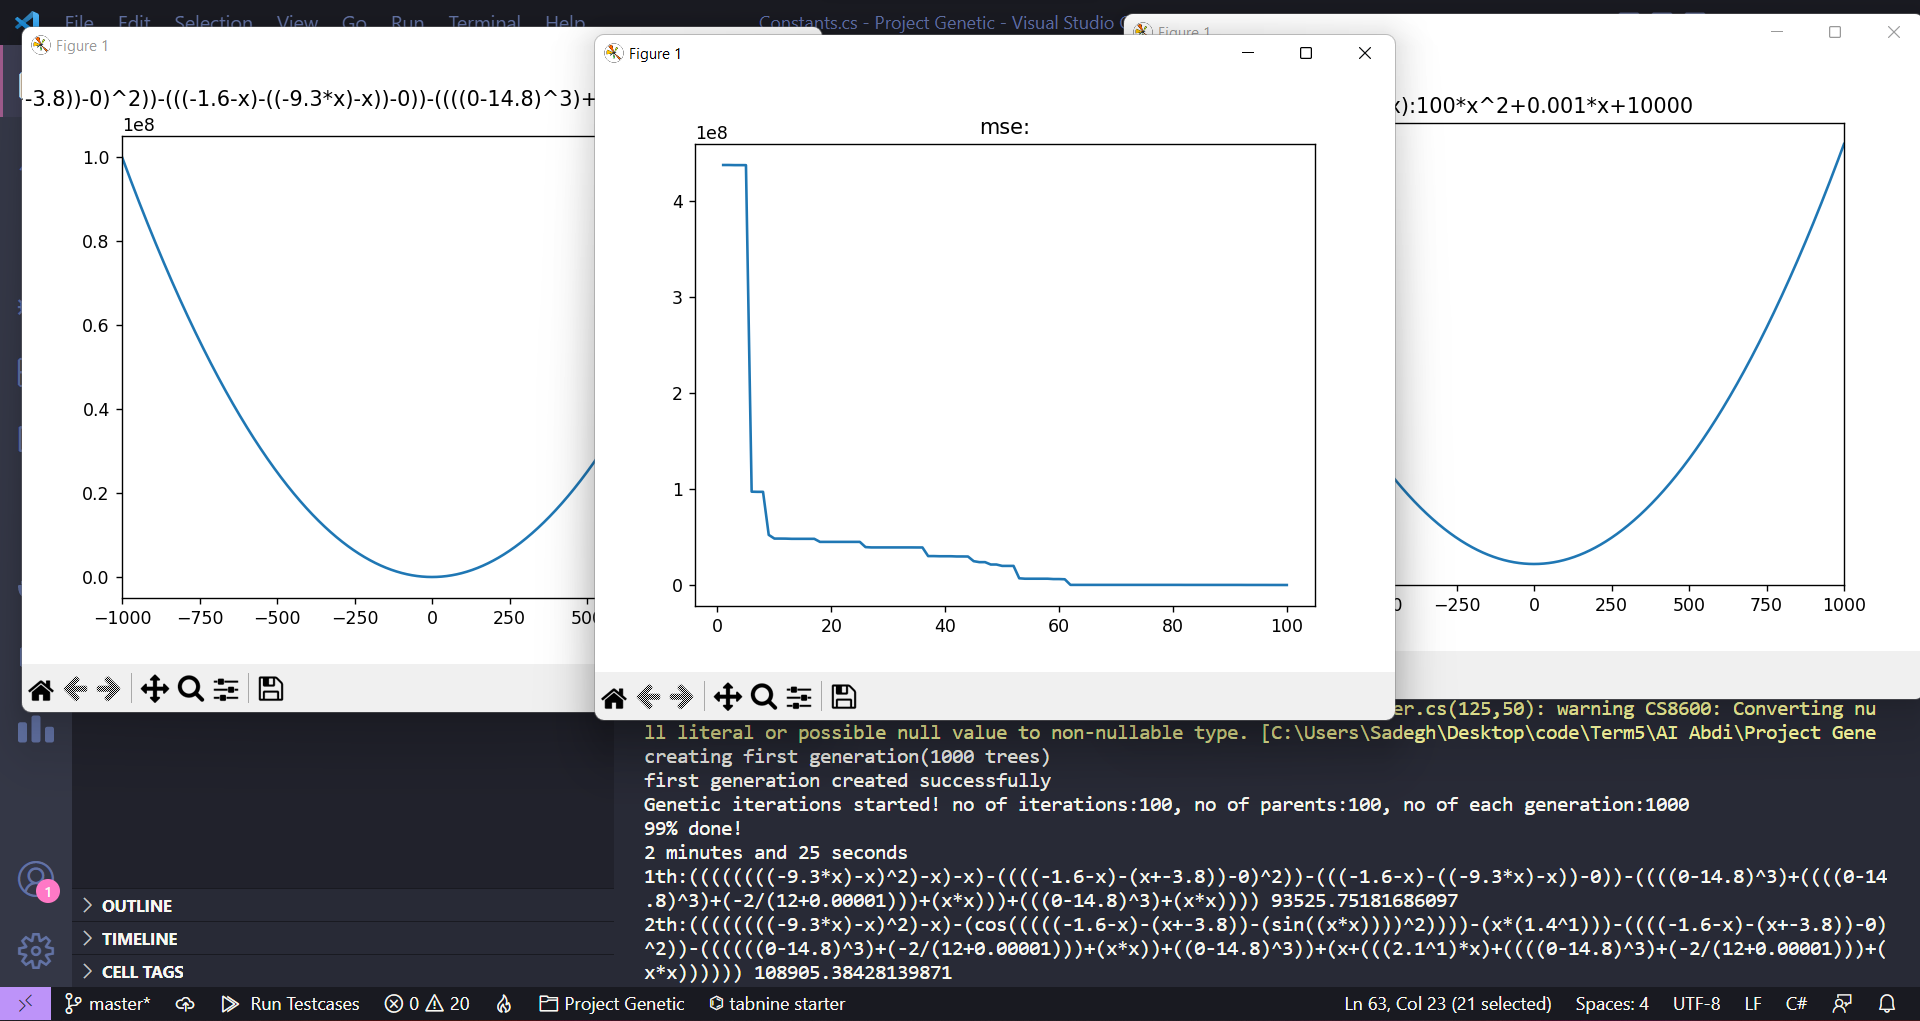 File Edit Selection View Go Run Terminal Help
Constants.cs - Project Genetic - Visual Studio
Figure 1
-3.8))-0)^2))-(((-1.6-x)-((-9.3*x)-x))-0))-((((0-14.8)^3)+
1e8
1.0
0.8
0.6
0.4
0.2
0.0
−1000 −750 −500 −250 0 250
Figure 1
mse:
1e8
4
3
2
1
0
0 20 40 60 80 100
Figure 1
:100*x^2+0.001*x+10000
−250 0 250 500 750 1000
er.cs(125,50): warning CS8600: Converting nu
ll literal or possible null value to non-nullable type. [C:\Users\Sadegh\Desktop\code\Term5\AI Abdi\Project Gene
creating first generation(1000 trees)
first generation created successfully
Genetic iterations started! no of iterations:100, no of parents:100, no of each generation:1000
99% done!
2 minutes and 25 seconds
1th:((((((((-9.3*x)-x)^2)-x)-x)-((((-1.6-x)-(x+-3.8))-0)^2))-(((-1.6-x)-((-9.3*x)-x))-0))-((((0-14.8)^3)+((((0-14
.8)^3)+(-2/(12+0.00001)))+(x*x)))+(((0-14.8)^3)+(x*x)))) 93525.75181686097
2th:((((((((-9.3*x)-x)^2)-x)-(cos(((((-1.6-x)-(x+-3.8))-(sin((x*x))))^2))))-(x*(1.4^1)))-((((-1.6-x)-(x+-3.8))-0)
^2))-((((((0-14.8)^3)+(-2/(12+0.00001)))+(x*x))+((0-14.8)^3))+(x+(((2.1^1)*x)+((((0-14.8)^3)+(-2/(12+0.00001)))+(
x*x)))))) 108905.38428139871
1
OUTLINE
TIMELINE
CELL TAGS
master* Run Testcases 0 20 Project Genetic tabnine starter Ln 63, Col 23 (21 selected) Spaces: 4 UTF-8 LF C#